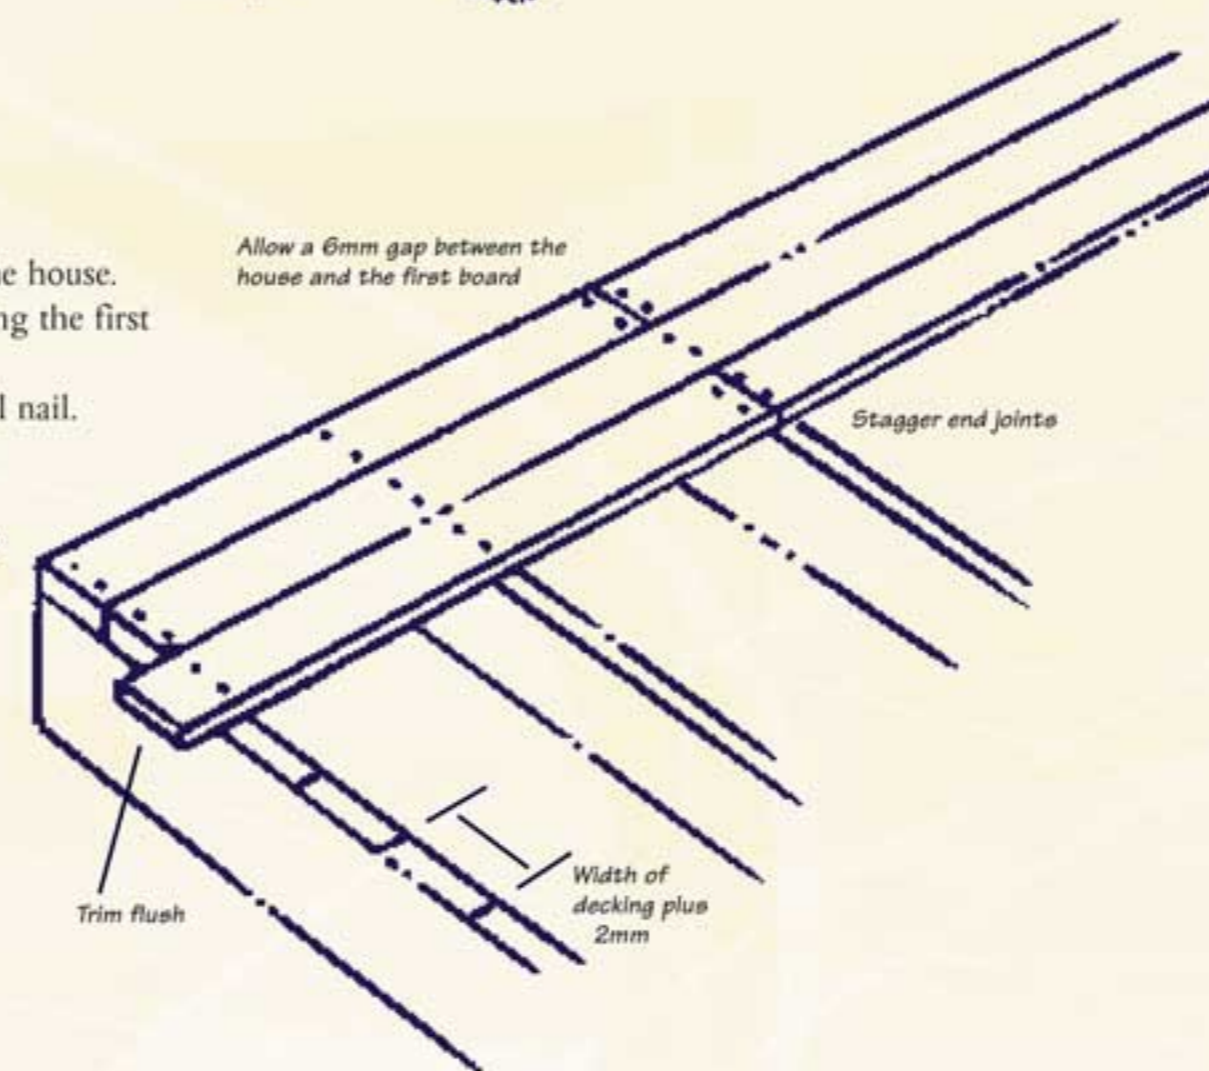 e house.
ng the first
l nail.
Allow a 6mm gap between the
house and the first board
Stagger end joints
Width of
decking plus
2mm
Trim flush